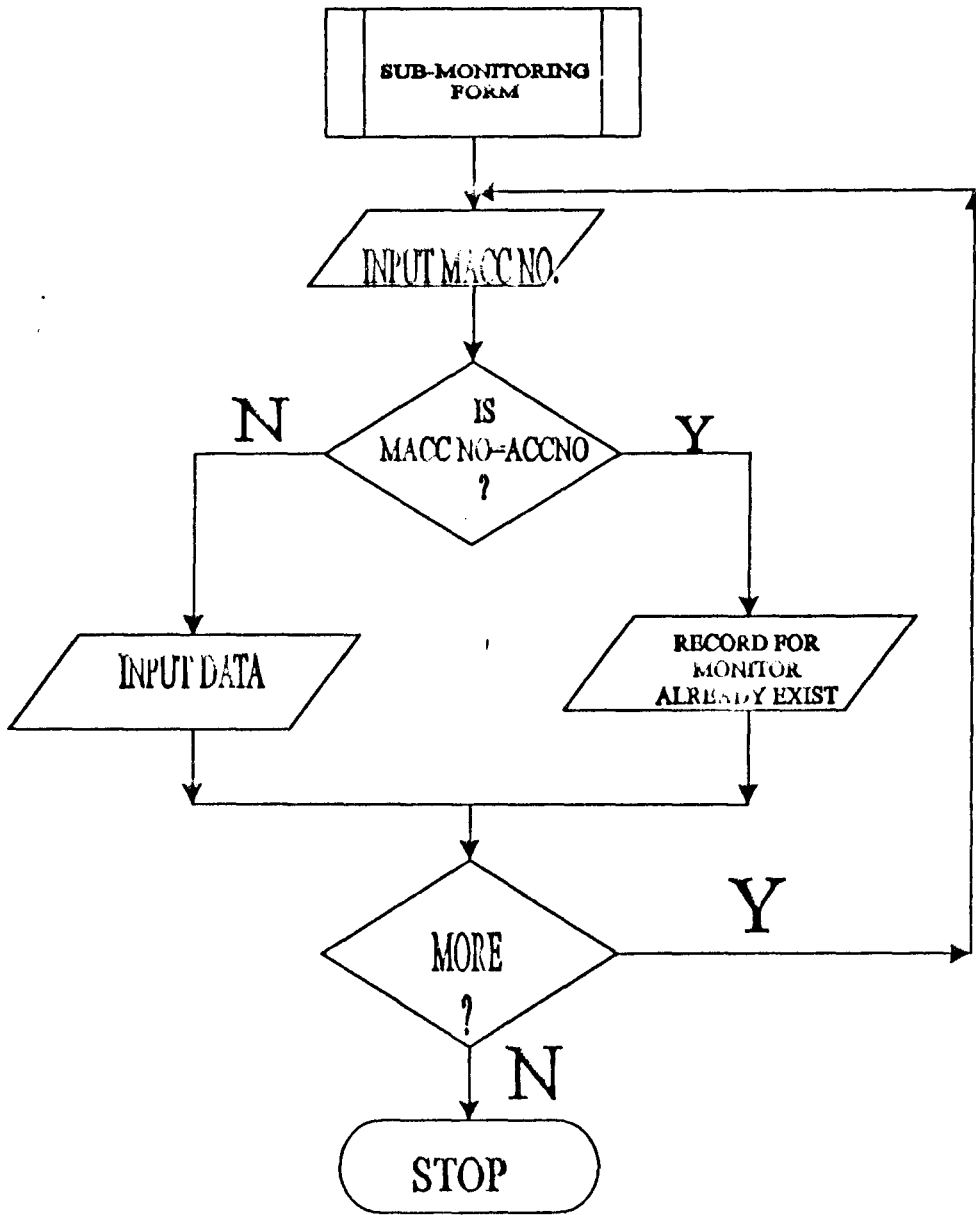 SUB-MONITORING
FORM
INPUT MACC NO.
IS
MACC NO=ACCNO
?
N
Y
INPUT DATA
RECORD FOR
MONITOR
ALREADY EXIST
MORE
?
Y
N
STOP